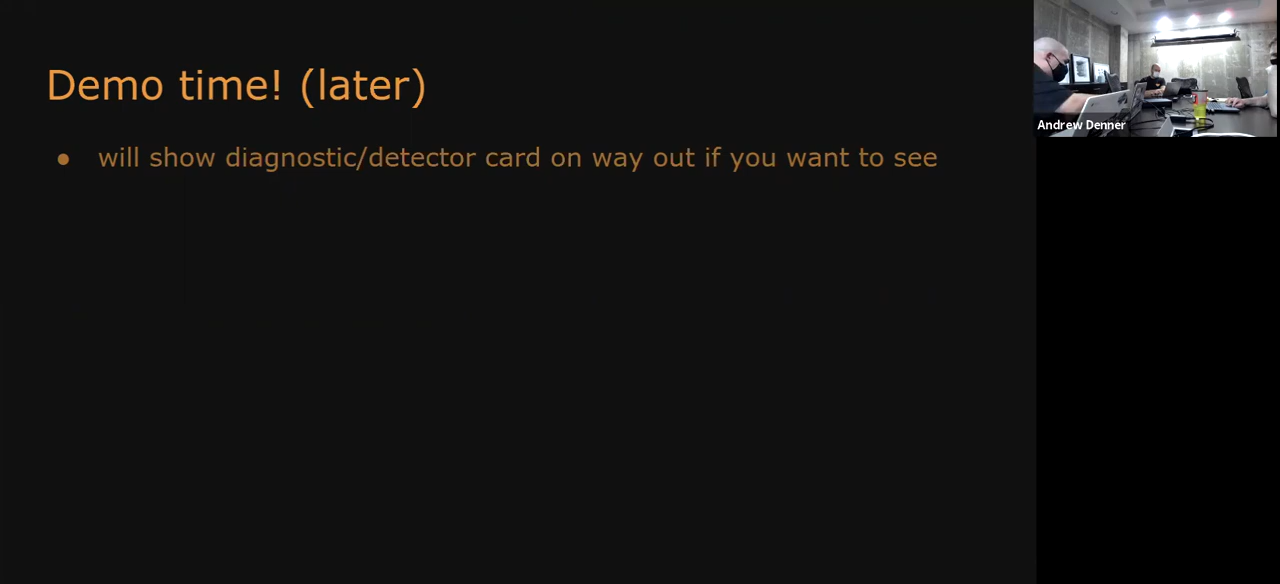 Demo time! (later)
● will show diagnostic/detector card on way out if you want to see
Andrew Denner